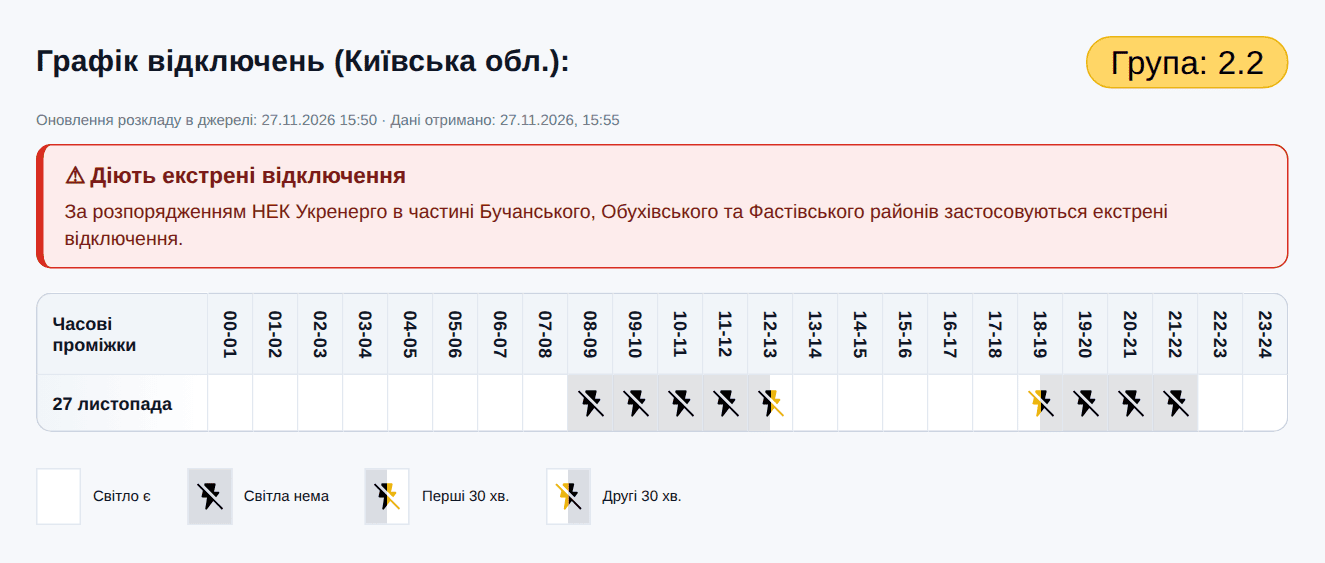 Графік відключень (Київська обл.):
Група: 2.2
Оновлення розкладу в джерелі: 27.11.2026 15:50 · Дані отримано: 27.11.2026, 15:55
⚠ Діють екстрені відключення
За розпорядженням НЕК Укренерго в частині Бучанського, Обухівського та Фастівського районів застосовуються екстрені
відключення.
Часові
проміжки
00-01 01-02 02-03 03-04 04-05 05-06 06-07 07-08 08-09 09-10 10-11 11-12 12-13 13-14 14-15 15-16 16-17 17-18 18-19 19-20 20-21 21-22 22-23 23-24
27 листопада
Світло є
Світла нема
Перші 30 хв.
Другі 30 хв.